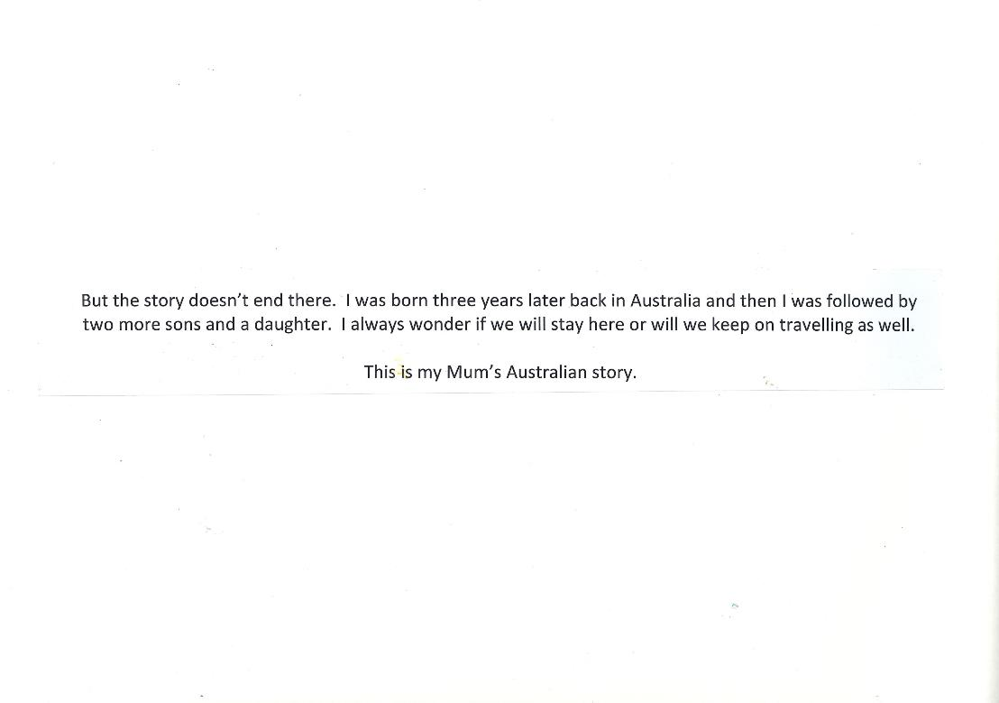 But the story doesn't end there.  I was born three years later back in Australia and then I was followed by
two more sons and a daughter.  I always wonder if we will stay here or will we keep on travelling as well.
This is my Mum's Australian story.